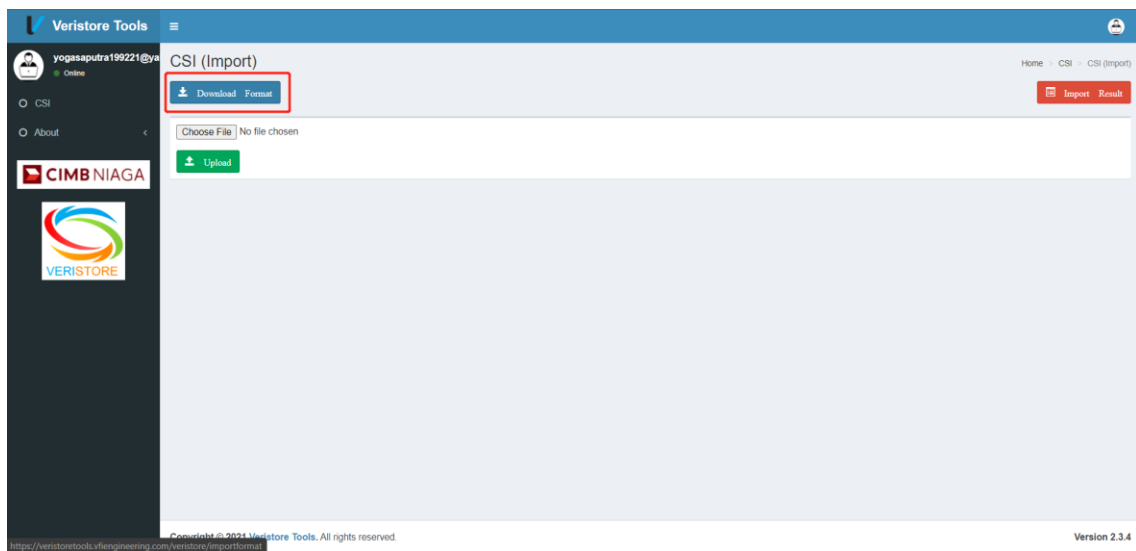 Veristore Tools
yogasaputra199221@ya
Online
CSI (Import)
Home > CSI > CSI (Import)
Download Format
Import Result
CSI
About
Choose File No file chosen
Upload
CIMB NIAGA
VERISTORE
Copyright © 2021 Veristore Tools. All rights reserved.
Version 2.3.4
https://veristoretools.vfiengineering.com/veristore/importformat